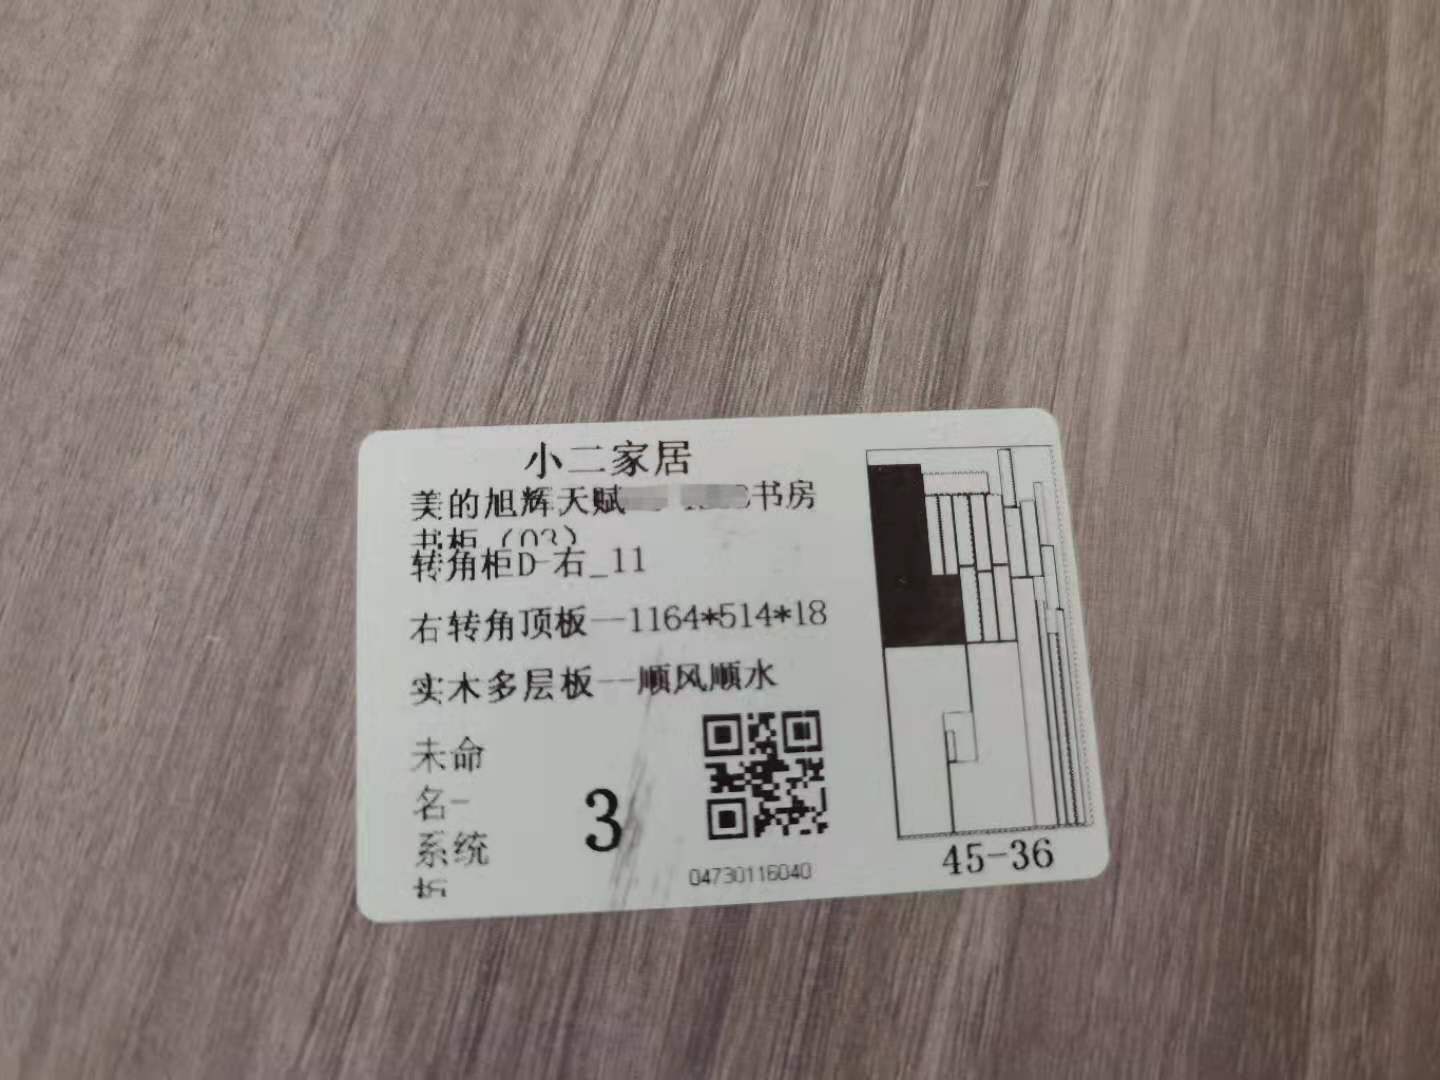 小二家居
美的旭辉天赋 书房
书柜(03)
转角柜D-右_11
右转角顶板--1164*514*18
实木多层板--顺风顺水
未命
名-
系统
3
04730116040
45-36